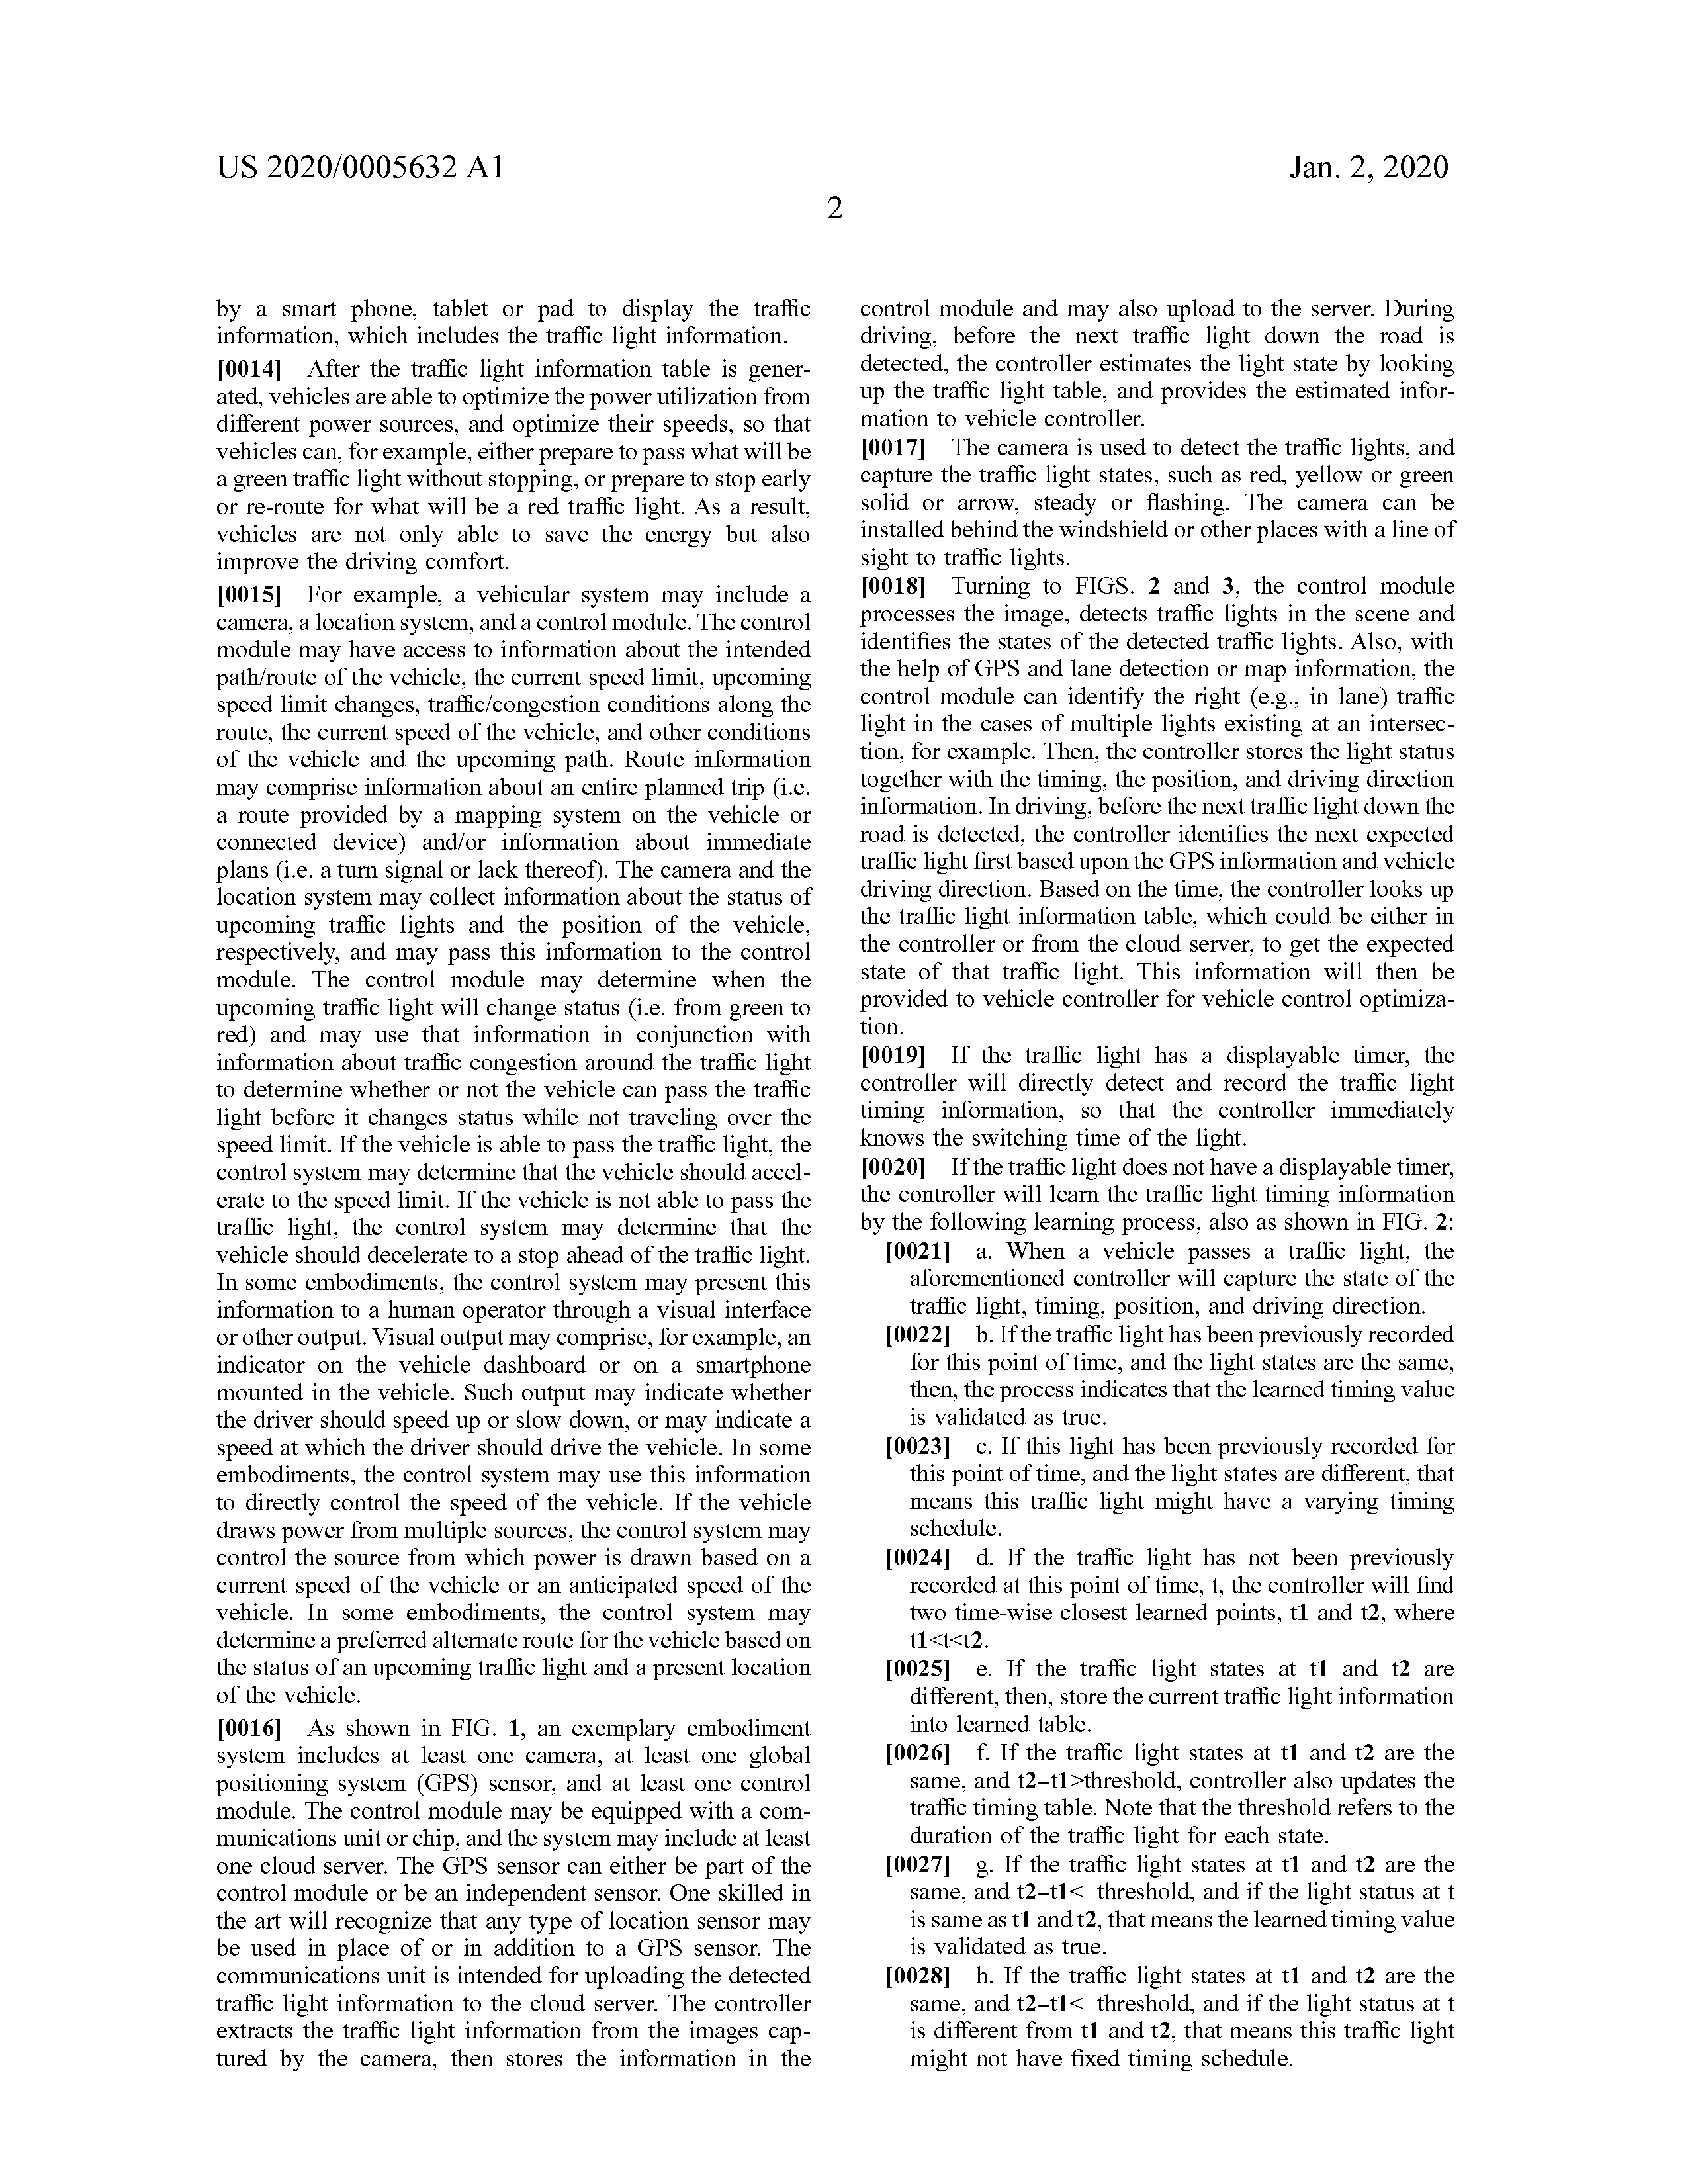 US 2020/0005632 A1
Jan. 2, 2020
2
by a smart phone, tablet or pad to display the traffic
information, which includes the traffic light information.
[0014] After the traffic light information table is gener-
ated, vehicles are able to optimize the power utilization from
different power sources, and optimize their speeds, so that
vehicles can, for example, either prepare to pass what will be
a green traffic light without stopping, or prepare to stop early
or re-route for what will be a red traffic light. As a result,
vehicles are not only able to save the energy but also
improve the driving comfort.
[0015] For example, a vehicular system may include a
camera, a location system, and a control module. The control
module may have access to information about the intended
path/route of the vehicle, the current speed limit, upcoming
speed limit changes, traffic/congestion conditions along the
route, the current speed of the vehicle, and other conditions
of the vehicle and the upcoming path. Route information
may comprise information about an entire planned trip (i.e.
a route provided by a mapping system on the vehicle or
connected device) and/or information about immediate
plans (i.e. a turn signal or lack thereof). The camera and the
location system may collect information about the status of
upcoming traffic lights and the position of the vehicle,
respectively, and may pass this information to the control
module. The control module may determine when the
upcoming traffic light will change status (i.e. from green to
red) and may use that information in conjunction with
information about traffic congestion around the traffic light
to determine whether or not the vehicle can pass the traffic
light before it changes status while not traveling over the
speed limit. If the vehicle is able to pass the traffic light, the
control system may determine that the vehicle should accel-
erate to the speed limit. If the vehicle is not able to pass the
traffic light, the control system may determine that the
vehicle should decelerate to a stop ahead of the traffic light.
In some embodiments, the control system may present this
information to a human operator through a visual interface
or other output. Visual output may comprise, for example, an
indicator on the vehicle dashboard or on a smartphone
mounted in the vehicle. Such output may indicate whether
the driver should speed up or slow down, or may indicate a
speed at which the driver should drive the vehicle. In some
embodiments, the control system may use this information
to directly control the speed of the vehicle. If the vehicle
draws power from multiple sources, the control system may
control the source from which power is drawn based on a
current speed of the vehicle or an anticipated speed of the
vehicle. In some embodiments, the control system may
determine a preferred alternate route for the vehicle based on
the status of an upcoming traffic light and a present location
of the vehicle.
[0016] As shown in FIG. 1, an exemplary embodiment
system includes at least one camera, at least one global
positioning system (GPS) sensor, and at least one control
module. The control module may be equipped with a com-
munications unit or chip, and the system may include at least
one cloud server. The GPS sensor can either be part of the
control module or be an independent sensor. One skilled in
the art will recognize that any type of location sensor may
be used in place of or in addition to a GPS sensor. The
communications unit is intended for uploading the detected
traffic light information to the cloud server. The controller
extracts the traffic light information from the images cap-
tured by the camera, then stores the information in the
control module and may also upload to the server. During
driving, before the next traffic light down the road is
detected, the controller estimates the light state by looking
up the traffic light table, and provides the estimated infor-
mation to vehicle controller.
[0017] The camera is used to detect the traffic lights, and
capture the traffic light states, such as red, yellow or green
solid or arrow, steady or flashing. The camera can be
installed behind the windshield or other places with a line of
sight to traffic lights.
[0018] Turning to FIGS. 2 and 3, the control module
processes the image, detects traffic lights in the scene and
identifies the states of the detected traffic lights. Also, with
the help of GPS and lane detection or map information, the
control module can identify the right (e.g., in lane) traffic
light in the cases of multiple lights existing at an intersec-
tion, for example. Then, the controller stores the light status
together with the timing, the position, and driving direction
information. In driving, before the next traffic light down the
road is detected, the controller identifies the next expected
traffic light first based upon the GPS information and vehicle
driving direction. Based on the time, the controller looks up
the traffic light information table, which could be either in
the controller or from the cloud server, to get the expected
state of that traffic light. This information will then be
provided to vehicle controller for vehicle control optimiza-
tion.
[0019] If the traffic light has a displayable timer, the
controller will directly detect and record the traffic light
timing information, so that the controller immediately
knows the switching time of the light.
[0020] If the traffic light does not have a displayable timer,
the controller will learn the traffic light timing information
by the following learning process, also as shown in FIG. 2:
[0021] a. When a vehicle passes a traffic light, the
aforementioned controller will capture the state of the
traffic light, timing, position, and driving direction.
[0022] b. If the traffic light has been previously recorded
for this point of time, and the light states are the same,
then, the process indicates that the learned timing value
is validated as true.
[0023] c. If this light has been previously recorded for
this point of time, and the light states are different, that
means this traffic light might have a varying timing
schedule.
[0024] d. If the traffic light has not been previously
recorded at this point of time, t, the controller will find
two time-wise closest learned points, t1 and t2, where
t1<t<t2.
[0025] e. If the traffic light states at t1 and t2 are
different, then, store the current traffic light information
into learned table.
[0026] f. If the traffic light states at t1 and t2 are the
same, and t2–t1>threshold, controller also updates the
traffic timing table. Note that the threshold refers to the
duration of the traffic light for each state.
[0027] g. If the traffic light states at t1 and t2 are the
same, and t2–t1<=threshold, and if the light status at t
is same as t1 and t2, that means the learned timing value
is validated as true.
[0028] h. If the traffic light states at t1 and t2 are the
same, and t2–t1<=threshold, and if the light status at t
is different from t1 and t2, that means this traffic light
might not have fixed timing schedule.